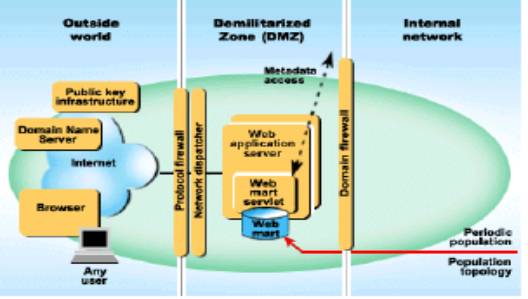 Outside
world
Demilitarized
Zone (DMZ)
Internal
network
Metadata
access
Public key
infrastructure
Domain Name
Server
Internet
Browser
Any
user
Protocol firewall
Network dispatcher
Web
application
server
Web
mart
servlet
Web
mart
Domain firewall
Periodic
population
Population
topology